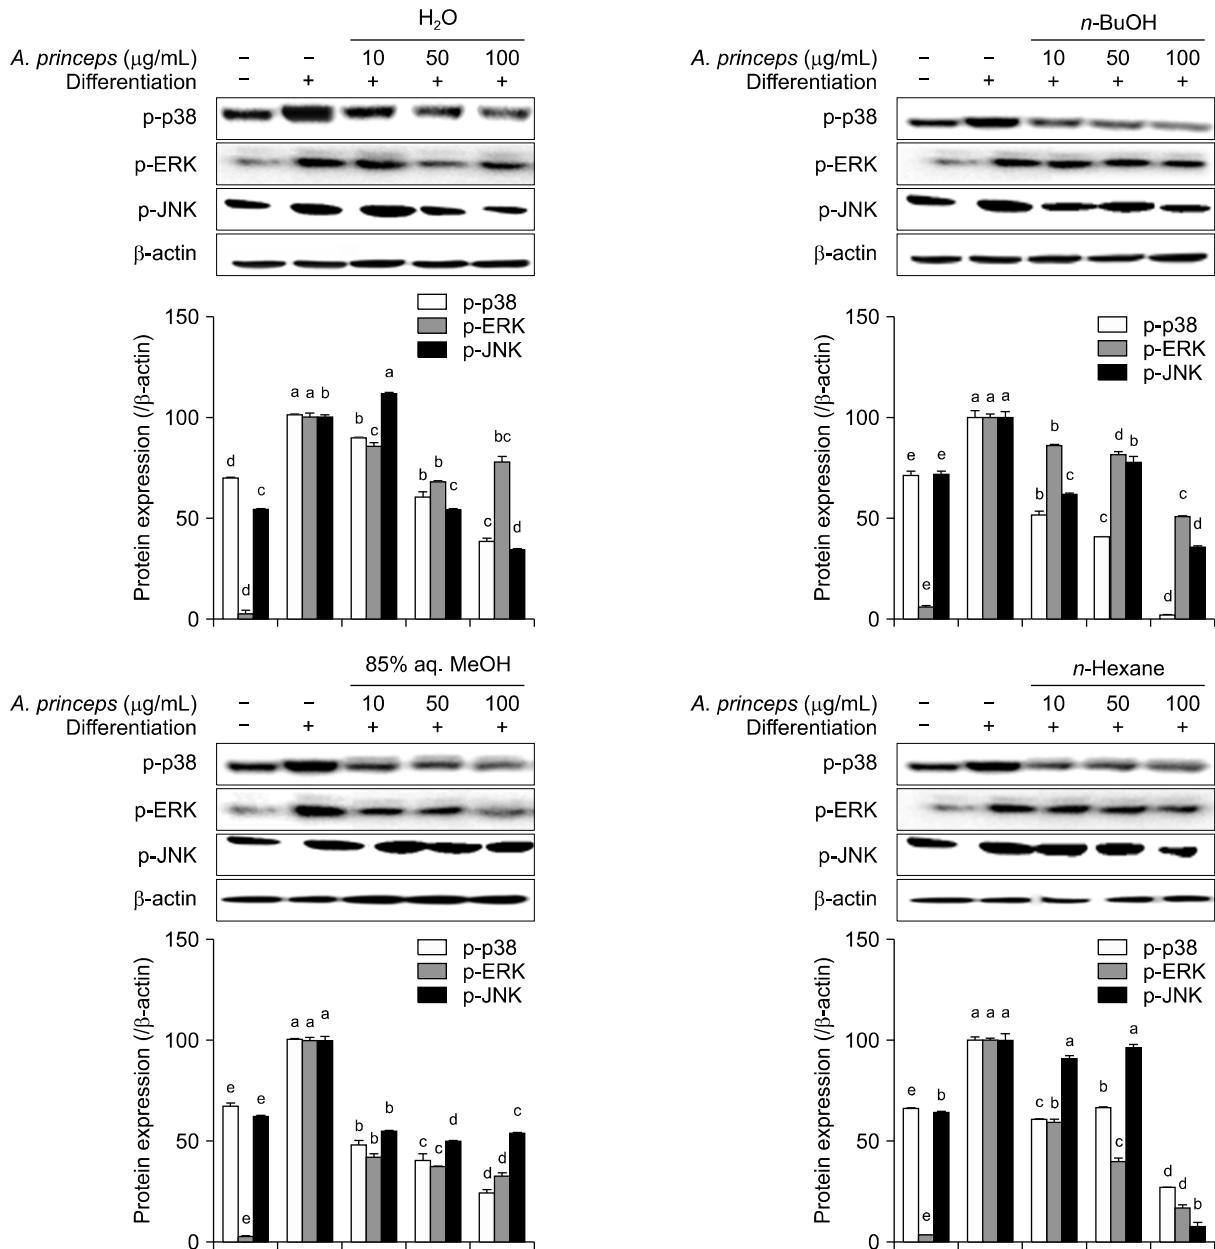 H₂O
A. princeps (μg/mL) – – 10 50 100
Differentiation – + + + +
p-p38
p-ERK
p-JNK
β-actin
150
100
50
0
Protein expression (/β-actin)
p-p38
p-ERK
p-JNK
d d c
a a b
b c a
b b c
c bc d
n-BuOH
A. princeps (μg/mL) – – 10 50 100
Differentiation – + + + +
p-p38
p-ERK
p-JNK
β-actin
150
100
50
0
Protein expression (/β-actin)
p-p38
p-ERK
p-JNK
e e e
a a a
b b c
c d b
d c d
85% aq. MeOH
A. princeps (μg/mL) – – 10 50 100
Differentiation – + + + +
p-p38
p-ERK
p-JNK
β-actin
150
100
50
0
Protein expression (/β-actin)
p-p38
p-ERK
p-JNK
e e e
a a a
b b b
c c d
d d c
n-Hexane
A. princeps (μg/mL) – – 10 50 100
Differentiation – + + + +
p-p38
p-ERK
p-JNK
β-actin
150
100
50
0
Protein expression (/β-actin)
p-p38
p-ERK
p-JNK
e e b
a a a
c b a
b c a
d d b